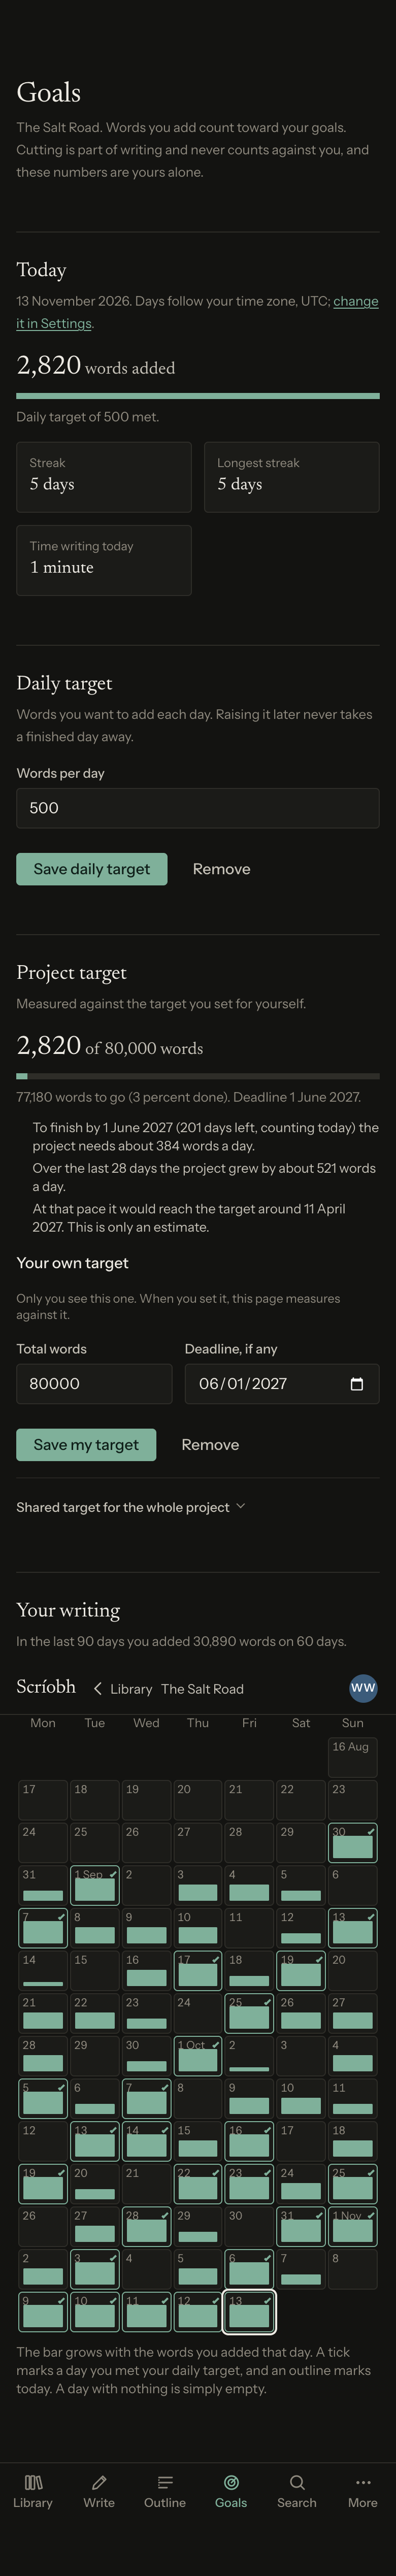 Goals
The Salt Road. Words you add count toward your goals.
Cutting is part of writing and never counts against you, and
these numbers are yours alone.
Today
13 November 2026. Days follow your time zone, UTC; change
it in Settings.
2,820 words added
Daily target of 500 met.
Streak
5 days
Longest streak
5 days
Time writing today
1 minute
Daily target
Words you want to add each day. Raising it later never takes
a finished day away.
Words per day
500
Save daily target Remove
Project target
Measured against the target you set for yourself.
2,820 of 80,000 words
77,180 words to go (3 percent done). Deadline 1 June 2027.
To finish by 1 June 2027 (201 days left, counting today) the
project needs about 384 words a day.
Over the last 28 days the project grew by about 521 words
a day.
At that pace it would reach the target around 11 April
2027. This is only an estimate.
Your own target
Only you see this one. When you set it, this page measures
against it.
Total words Deadline, if any
80000 06/01/2027
Save my target Remove
Shared target for the whole project
Your writing
In the last 90 days you added 30,890 words on 60 days.
Scríobh Library The Salt Road WW
Mon Tue Wed Thu Fri Sat Sun
16 Aug
17 18 19 20 21 22 23
24 25 26 27 28 29 30
31 1 Sep 2 3 4 5 6
7 8 9 10 11 12 13
14 15 16 17 18 19 20
21 22 23 24 25 26 27
28 29 30 1 Oct 2 3 4
5 6 7 8 9 10 11
12 13 14 15 16 17 18
19 20 21 22 23 24 25
26 27 28 29 30 31 1 Nov
2 3 4 5 6 7 8
9 10 11 12 13
The bar grows with the words you added that day. A tick
marks a day you met your daily target, and an outline marks
today. A day with nothing is simply empty.
Library Write Outline Goals Search More